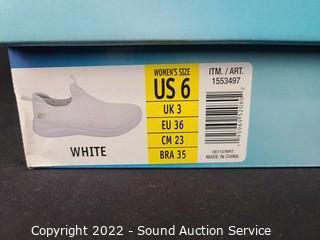 WOMEN'S SIZE
US 6
UK 3
EU 36
CM 23
BRA 35
ITM. / ART.
1553497
WHITE
MADE IN CHINA
Copyright 2022 - Sound Auction Service